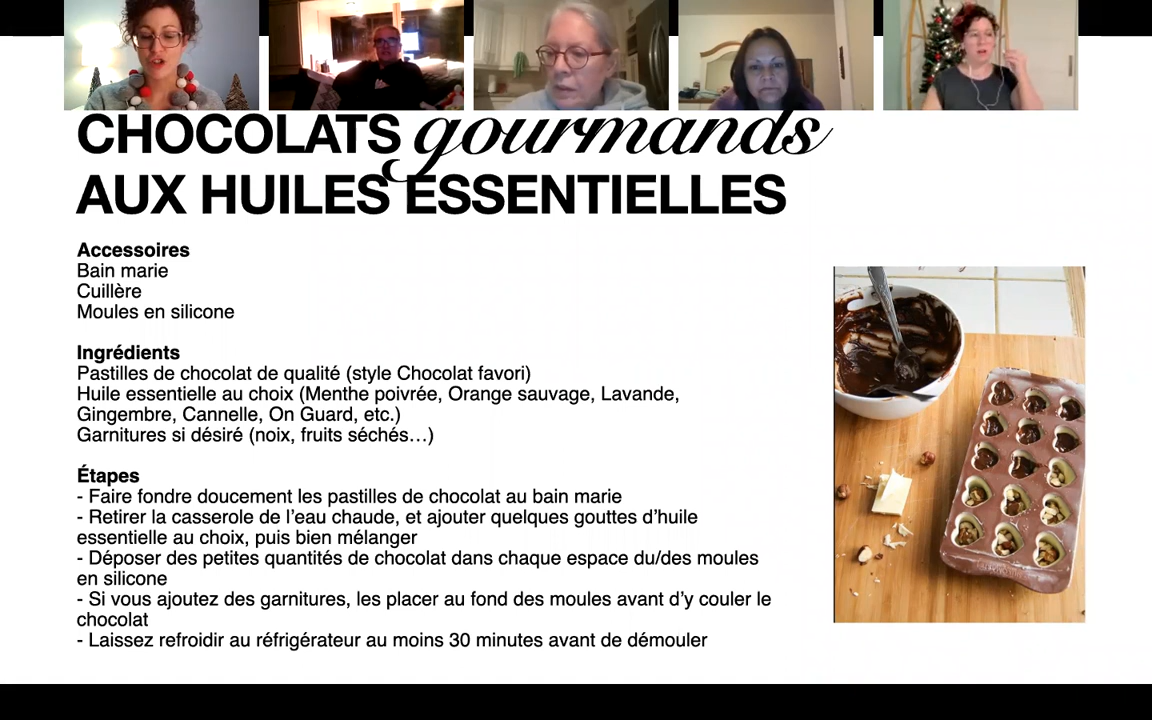 CHOCOLATS gourmands
AUX HUILES ESSENTIELLES
Accessoires
Bain marie
Cuillère
Moules en silicone
Ingrédients
Pastilles de chocolat de qualité (style Chocolat favori)
Huile essentielle au choix (Menthe poivrée, Orange sauvage, Lavande,
Gingembre, Cannelle, On Guard, etc.)
Garnitures si désiré (noix, fruits séchés…)
Étapes
- Faire fondre doucement les pastilles de chocolat au bain marie
- Retirer la casserole de l’eau chaude, et ajouter quelques gouttes d’huile
essentielle au choix, puis bien mélanger
- Déposer des petites quantités de chocolat dans chaque espace du/des moules
en silicone
- Si vous ajoutez des garnitures, les placer au fond des moules avant d’y couler le
chocolat
- Laissez refroidir au réfrigérateur au moins 30 minutes avant de démouler